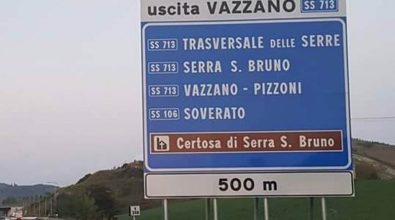 uscita VAZZANO SS 713
SS 713 TRASVERSALE DELLE SERRE
SS 713 SERRA S. BRUNO
SS 713 VAZZANO - PIZZONI
SS 106 SOVERATO
Certosa di Serra S. Bruno
500 m